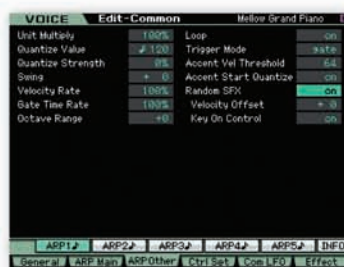 VOICE Edit-Common Mellow Grand Piano
Unit Multiply 100% Loop on
Quantize Value ♪120 Trigger Mode gate
Quantize Strength 0% Accent Vel Threshold 64
Swing + 0 Accent Start Quantize on
Velocity Rate 100% Random SFX on
Gate Time Rate 100% Velocity Offset + 0
Octave Range +0 Key On Control on
ARP1♪ ARP2♪ ARP3♪ ARP4♪ ARP5♪ INFO
General ARP Main ARP Other Ctrl Set Com LFO Effect